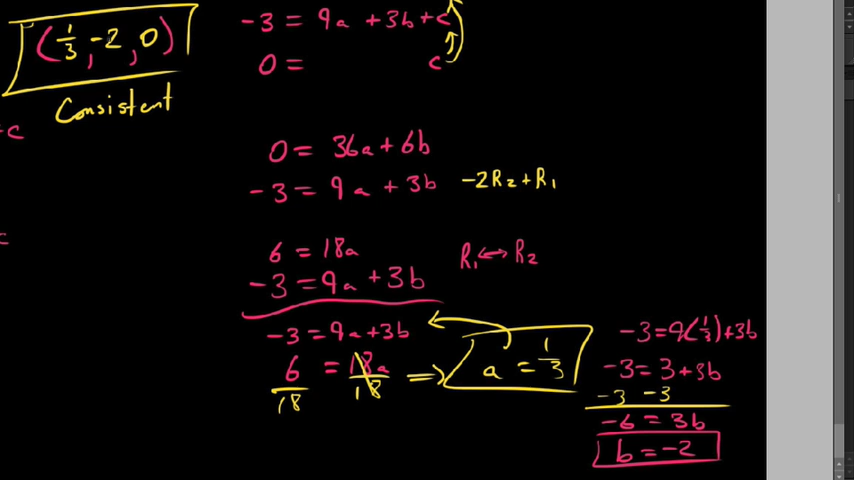 (1/3, -2, 0)
Consistent
+c
c
-3 = 9a + 3b + c
0 = c
0 = 36a + 6b
-3 = 9a + 3b -2R₂ + R₁
6 = 18a
-3 = 9a + 3b R₁ ↔ R₂
-3 = 9a + 3b
6/18 = 18a/18 ⇒ a = 1/3
-3 = 9(1/3) + 3b
-3 = 3 + 3b
-3 -3
-6 = 3b
b = -2